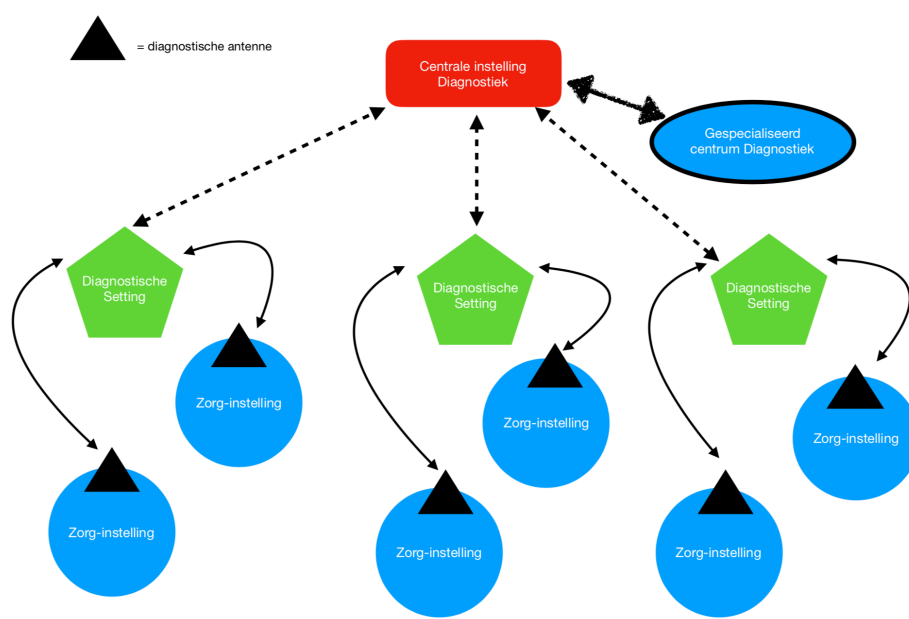 = diagnostische antenne
Centrale instelling
Diagnostiek
Gespecialiseerd
centrum Diagnostiek
Diagnostische
Setting
Diagnostische
Setting
Diagnostische
Setting
Zorg-instelling
Zorg-instelling
Zorg-instelling
Zorg-instelling
Zorg-instelling
Zorg-instelling